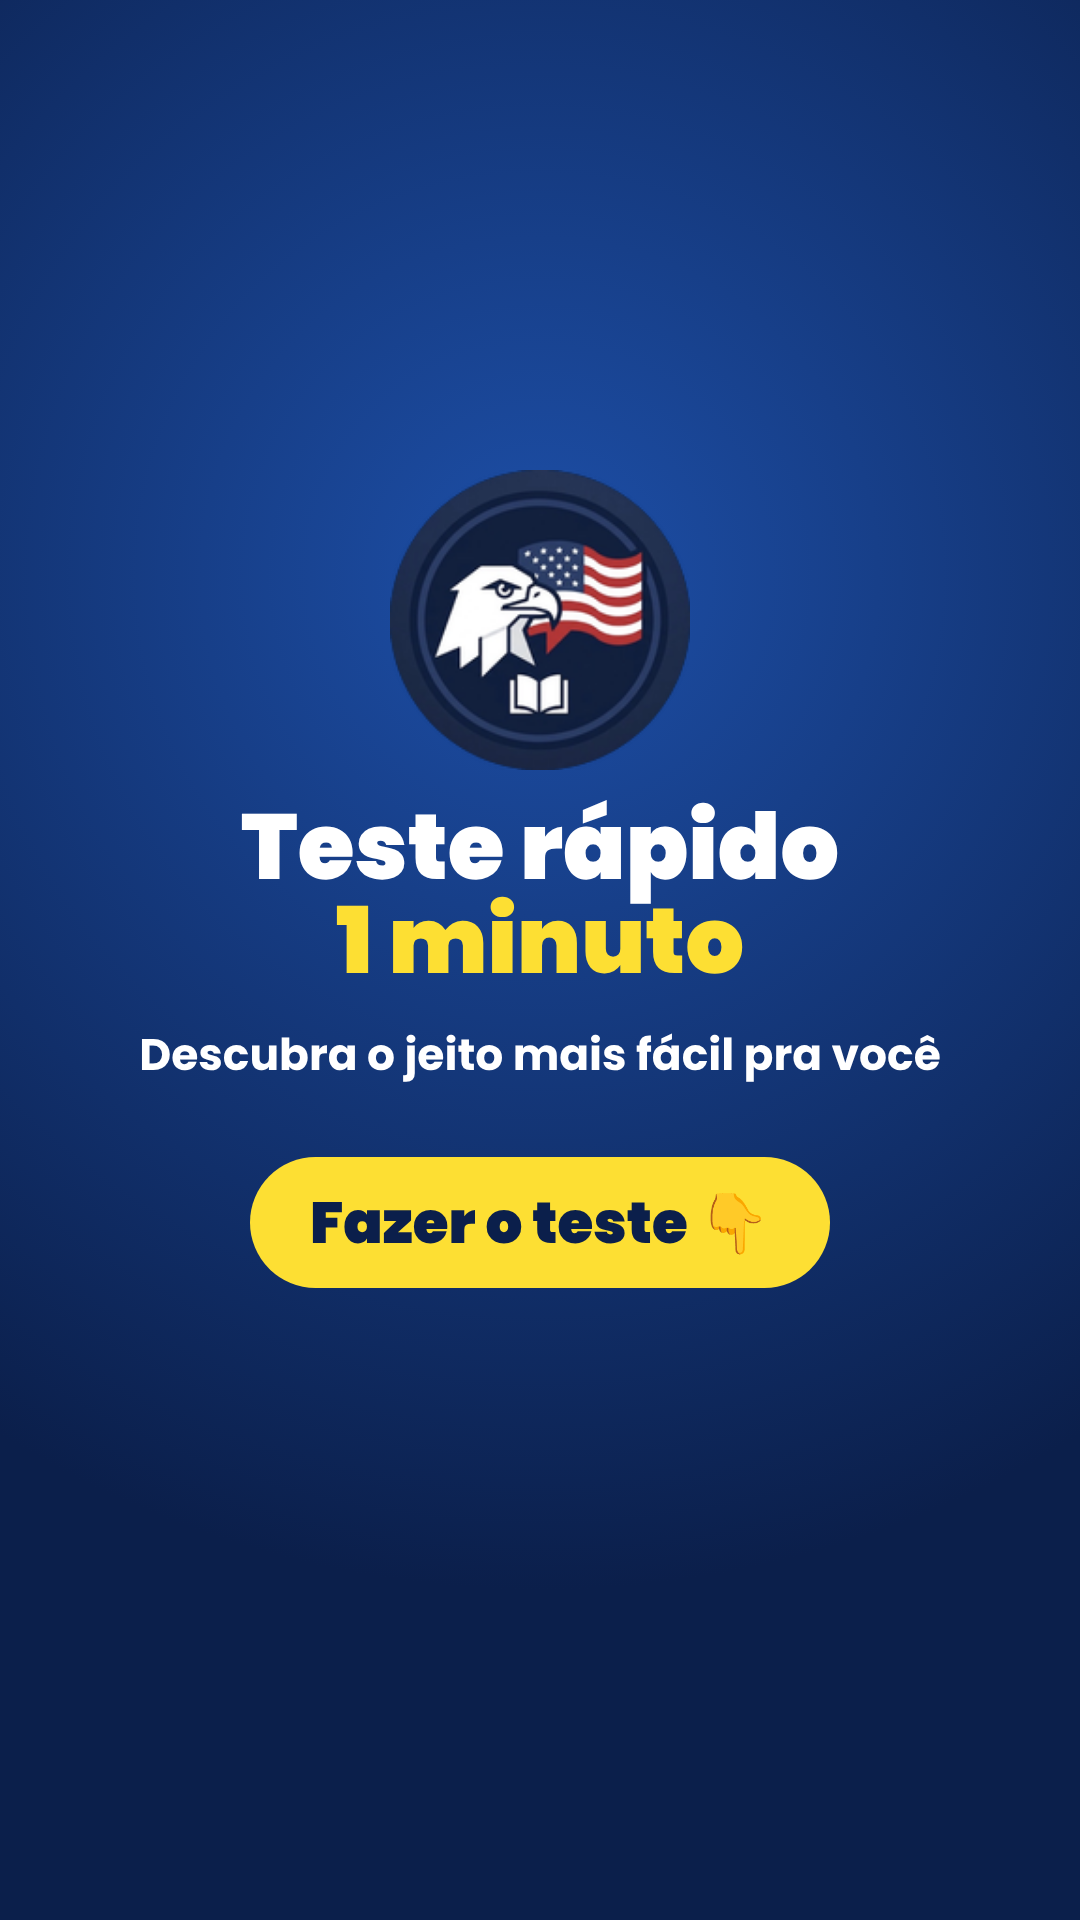 Teste rápido
1 minuto
Descubra o jeito mais fácil pra você
Fazer o teste 👇